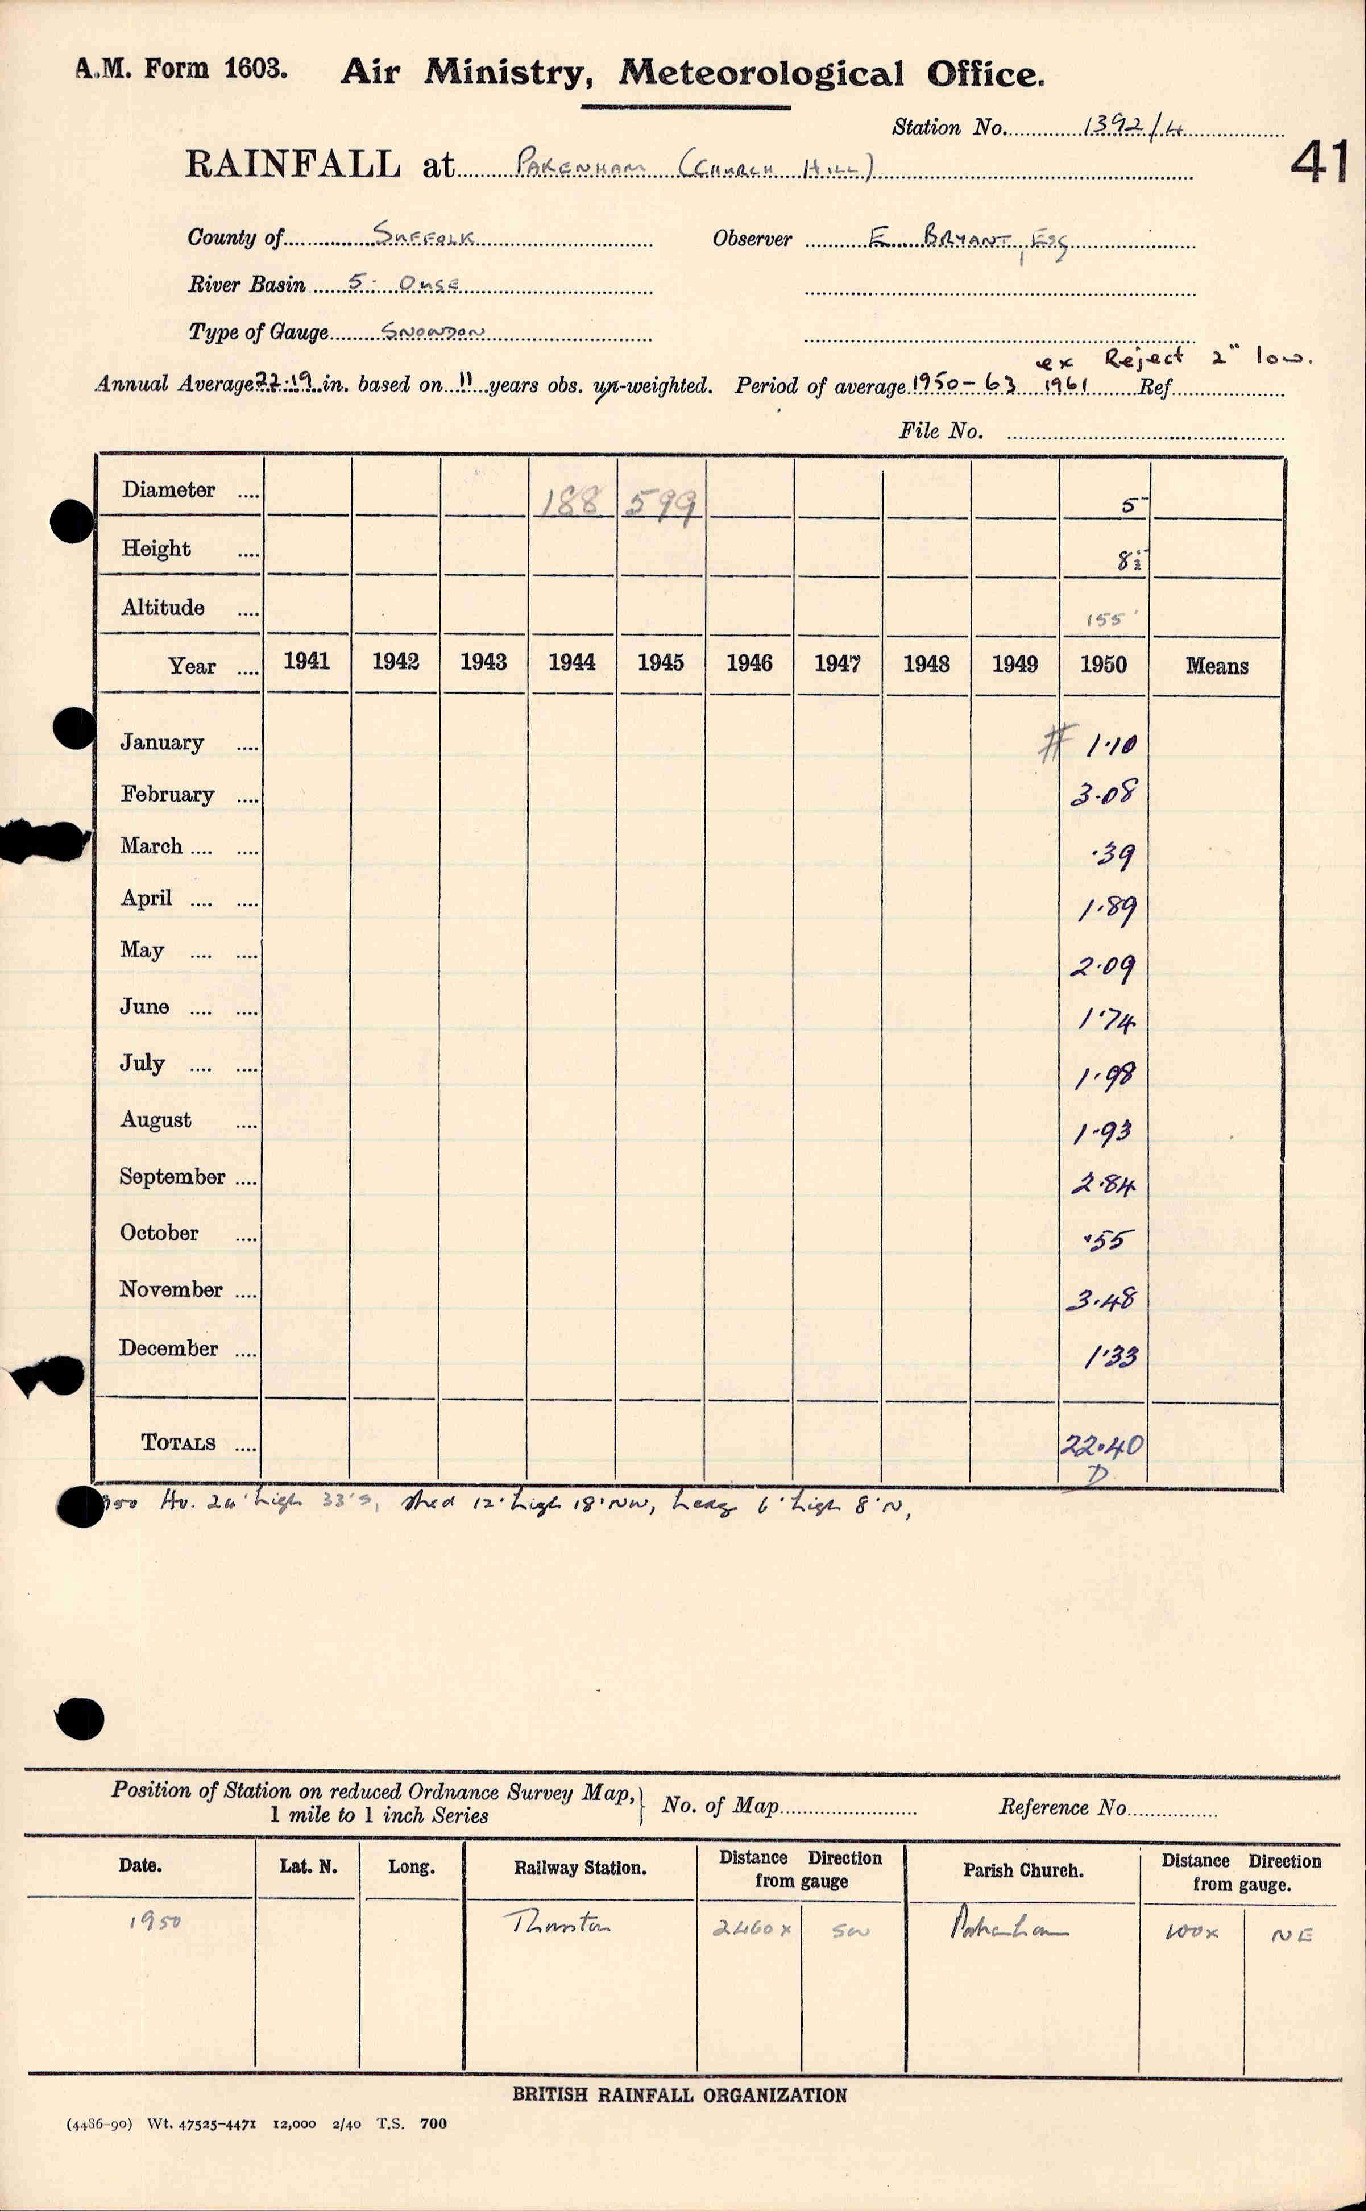 A.M. Form 1603. Air Ministry, Meteorological Office.
Station No. 1392/4
41
RAINFALL at PAKENHAM (CHURCH HILL)
County of SUFFOLK Observer E BRYANT, ESQ
River Basin 5. OUSE
Type of Gauge SNOWDON
ex Reject 2" low.
Annual Average 22.19 in. based on 11 years obs. un-weighted. Period of average 1950-63 1961 Ref.
File No.
Diameter .... 188 599 5
Height .... 8½
Altitude .... 155'
Year .... 1941 1942 1943 1944 1945 1946 1947 1948 1949 1950 Means
January .... # 1.10
February .... 3.08
March .... .... .39
April .... .... 1.89
May .... .... 2.09
June .... .... 1.74
July .... .... 1.98
August .... 1.93
September .... 2.84
October .... .55
November .... 3.48
December .... 1.33
TOTALS .... 22.40
D
Ho. 24' high 33'S, shed 12' high 18'NW, hedg 6' high 8'N,
Position of Station on reduced Ordnance Survey Map, 1 mile to 1 inch Series } No. of Map Reference No.
Date. Lat. N. Long. Railway Station. Distance Direction from gauge Parish Church. Distance Direction from gauge.
1950 Thurston 2460x SW Pakenham 100x NE
BRITISH RAINFALL ORGANIZATION
(4486-90) Wt. 47525-4471 12,000 2/40 T.S. 700